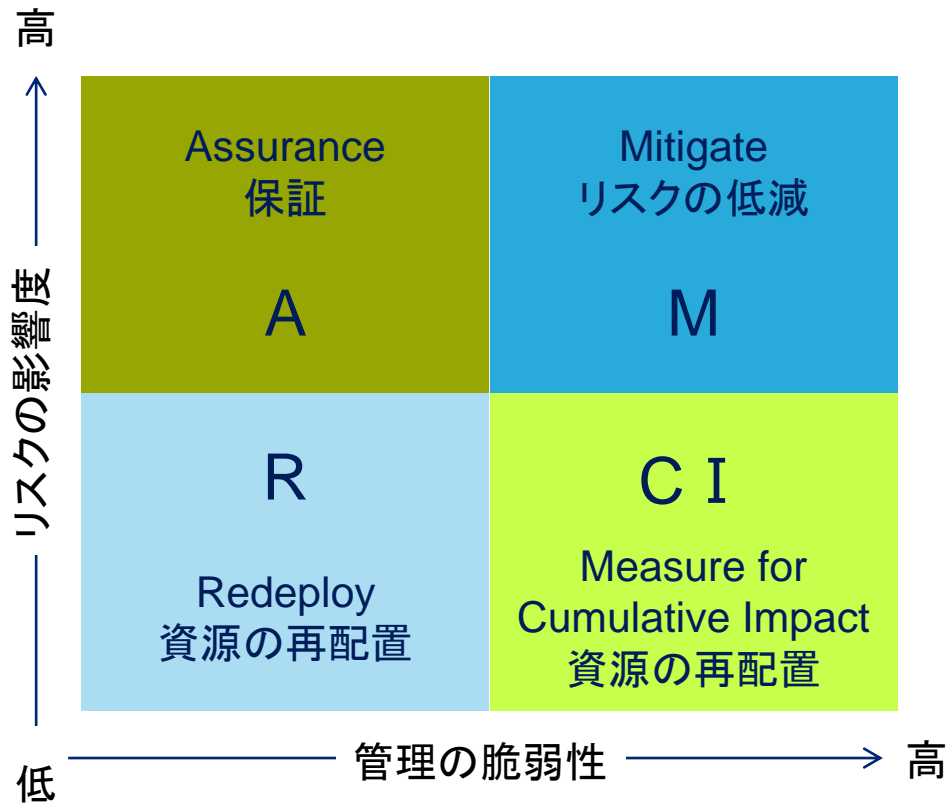 高
Assurance
保証
A
Mitigate
リスクの低減
M
リスクの影響度
R
Redeploy
資源の再配置
C I
Measure for
Cumulative Impact
資源の再配置
低
管理の脆弱性
高